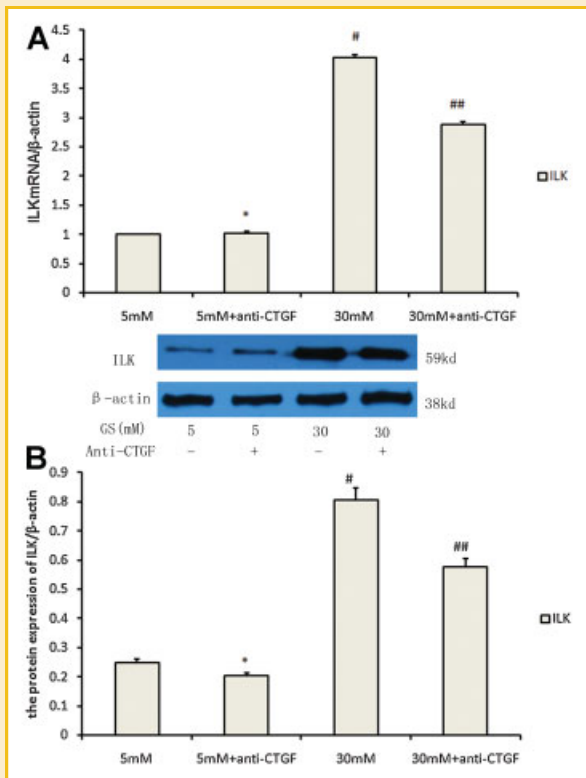 A
4.5
4
3.5
3
2.5
2
1.5
1
0.5
0
ILKmRNA/β-actin
* # ##
ILK
5mM 5mM+anti-CTGF 30mM 30mM+anti-CTGF
ILK 59kd
β-actin 38kd
GS(mM) 5 5 30 30
Anti-CTGF − + − +
B
0.9
0.8
0.7
0.6
0.5
0.4
0.3
0.2
0.1
0
the protein expression of ILK/β-actin
* # ##
ILK
5mM 5mM+anti-CTGF 30mM 30mM+anti-CTGF